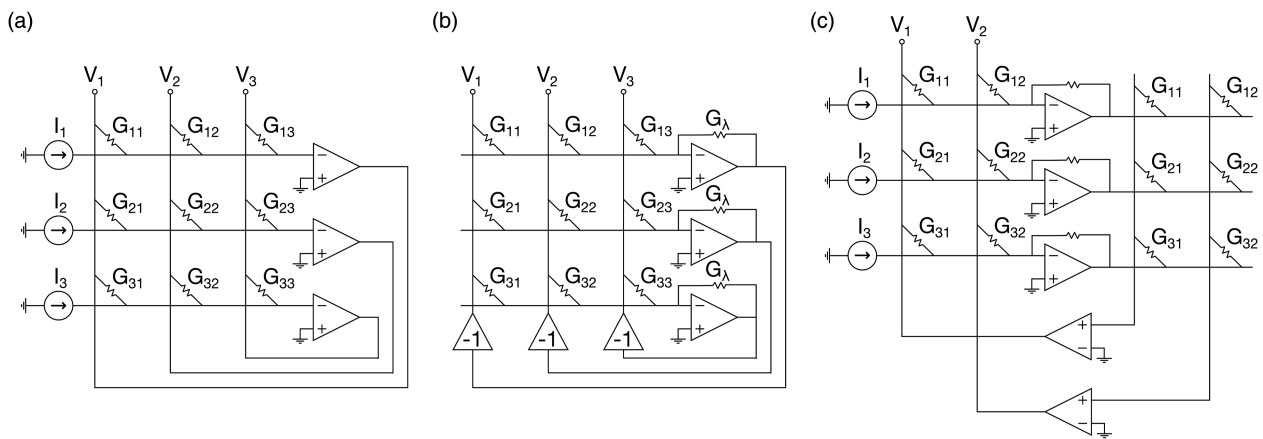 (a)
V1 V2 V3
I1 G11 G12 G13
− +
I2 G21 G22 G23
− +
I3 G31 G32 G33
− +
(b)
V1 V2 V3
G11 G12 G13 Gλ
− +
G21 G22 G23 Gλ
− +
G31 G32 G33 Gλ
− +
-1 -1 -1
(c)
V1 V2
I1 G11 G12 G11 G12
− +
I2 G21 G22 G21 G22
− +
I3 G31 G32 G31 G32
− +
+ −
+ −